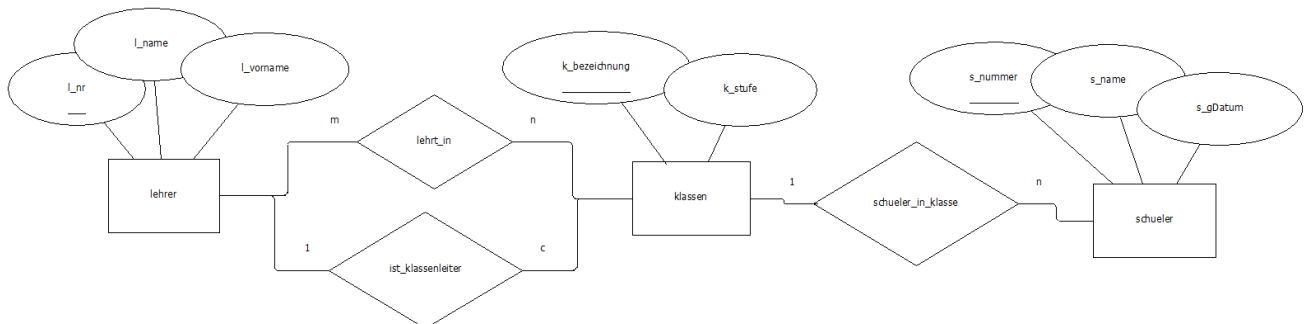 l_nr
l_name
l_vorname
lehrer
m
lehrt_in
n
1
ist_klassenleiter
c
k_bezeichnung
k_stufe
klassen
1
schueler_in_klasse
n
s_nummer
s_name
s_gDatum
schueler